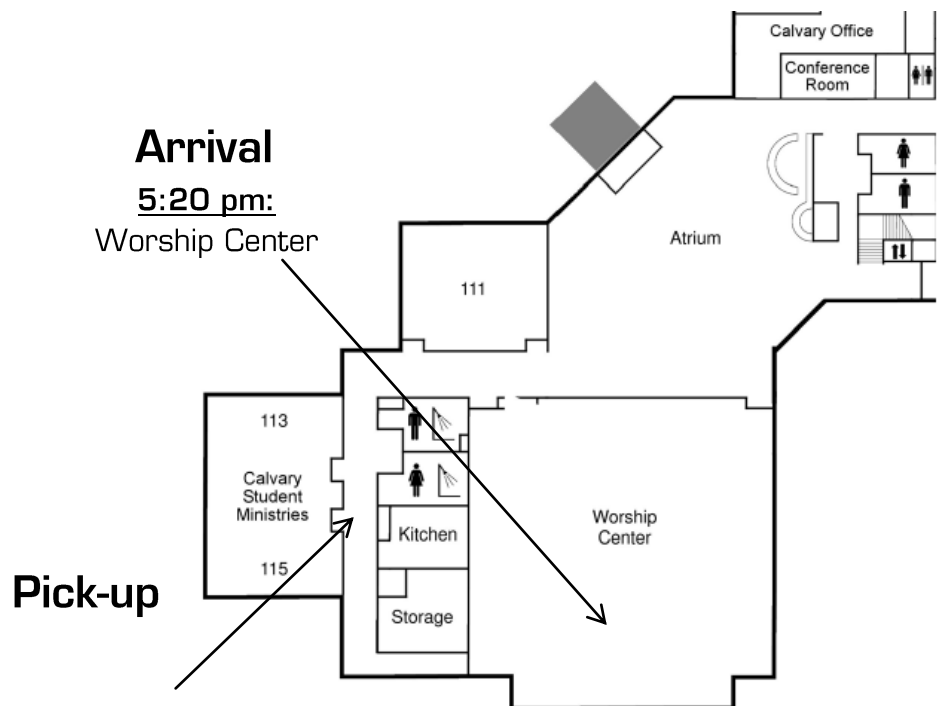 Calvary Office
Conference
Room
Arrival
5:20 pm:
Worship Center
Atrium
111
113
Calvary
Student
Ministries
115
Worship
Center
Kitchen
Storage
Pick-up